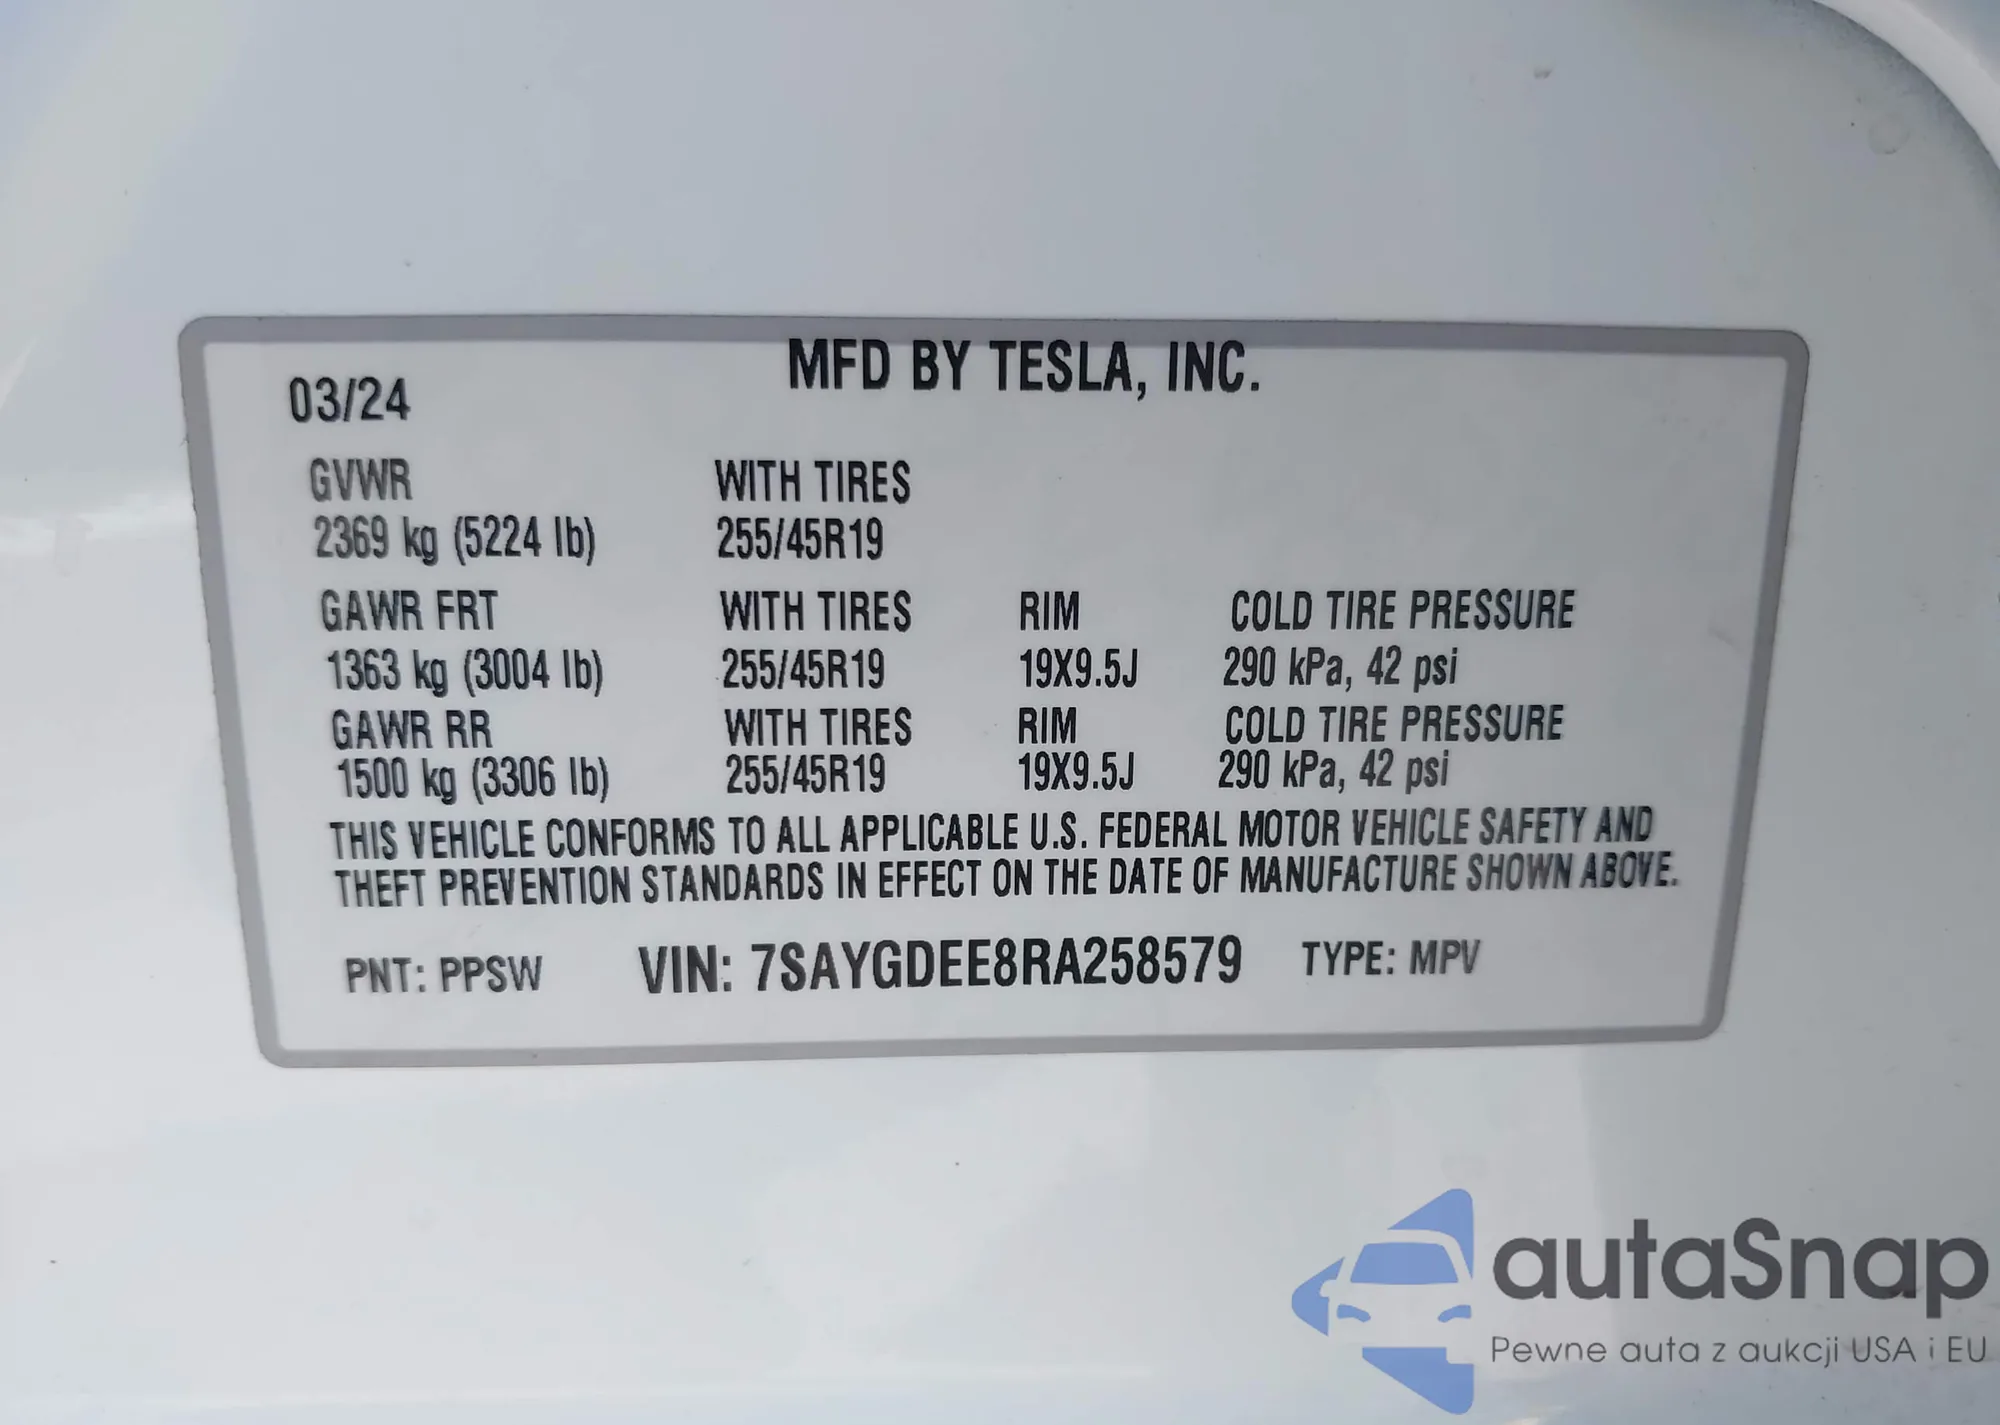 MFD BY TESLA, INC.
03/24
GVWR WITH TIRES
2369 kg (5224 lb) 255/45R19
GAWR FRT WITH TIRES RIM COLD TIRE PRESSURE
1363 kg (3004 lb) 255/45R19 19X9.5J 290 kPa, 42 psi
GAWR RR WITH TIRES RIM COLD TIRE PRESSURE
1500 kg (3306 lb) 255/45R19 19X9.5J 290 kPa, 42 psi
THIS VEHICLE CONFORMS TO ALL APPLICABLE U.S. FEDERAL MOTOR VEHICLE SAFETY AND
THEFT PREVENTION STANDARDS IN EFFECT ON THE DATE OF MANUFACTURE SHOWN ABOVE.
PNT: PPSW VIN: 7SAYGDEE8RA258579 TYPE: MPV
autaSnap
Pewne auta z aukcji USA i EU